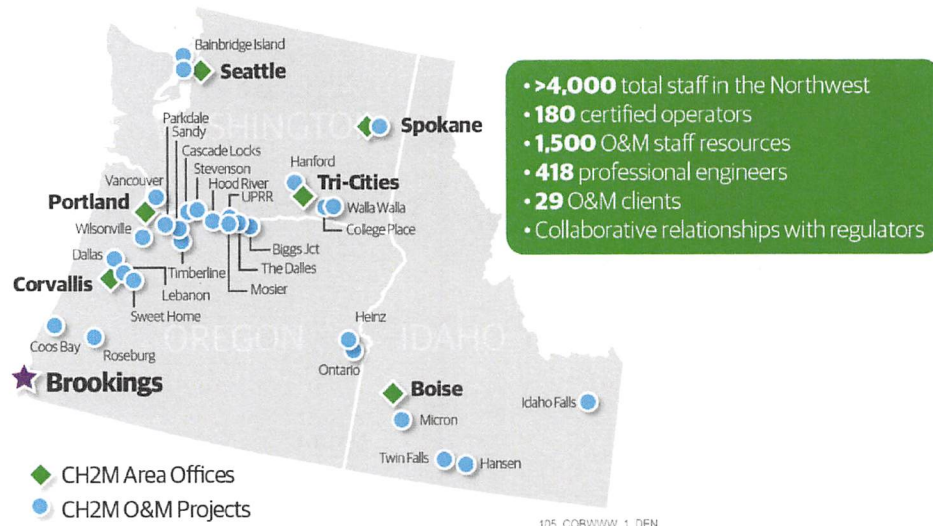 Bainbridge Island
Seattle
WASHINGTON
Spokane
Parkdale
Sandy
Cascade Locks
Stevenson
Hood River
UPRR
Hanford
Tri-Cities
Walla Walla
College Place
Vancouver
Portland
Wilsonville
Biggs Jct
The Dalles
Mosier
Timberline
Dallas
Corvallis
Lebanon
Sweet Home
OREGON
IDAHO
Heinz
Ontario
Coos Bay
Roseburg
Brookings
Boise
Micron
Idaho Falls
Twin Falls
Hansen
• >4,000 total staff in the Northwest
• 180 certified operators
• 1,500 O&M staff resources
• 418 professional engineers
• 29 O&M clients
• Collaborative relationships with regulators
CH2M Area Offices
CH2M O&M Projects
105_COBWWW_1_DEN